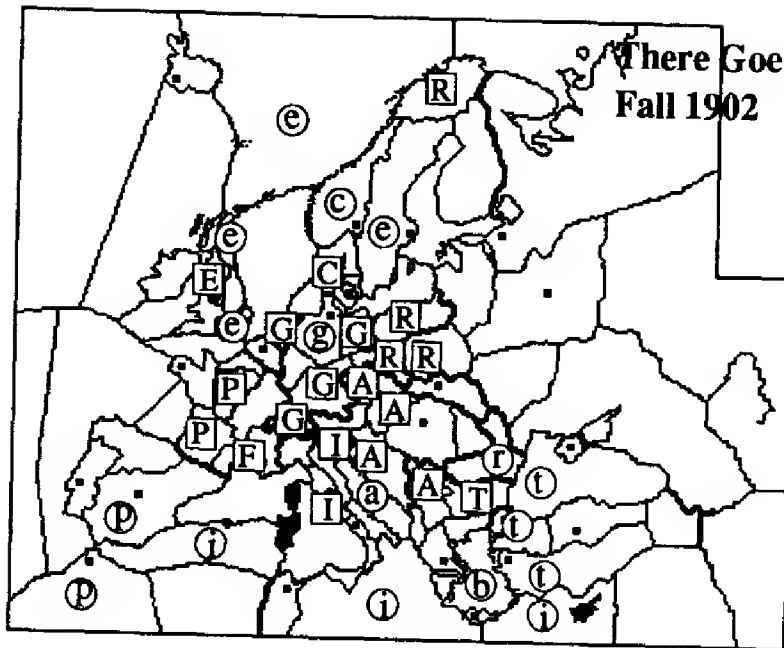 There Goe
Fall 1902
R
e
c
e e
E C
e G g G R
R R
P G A
A
P G
F I A r
a A T t
p I t
i
b t
p i i